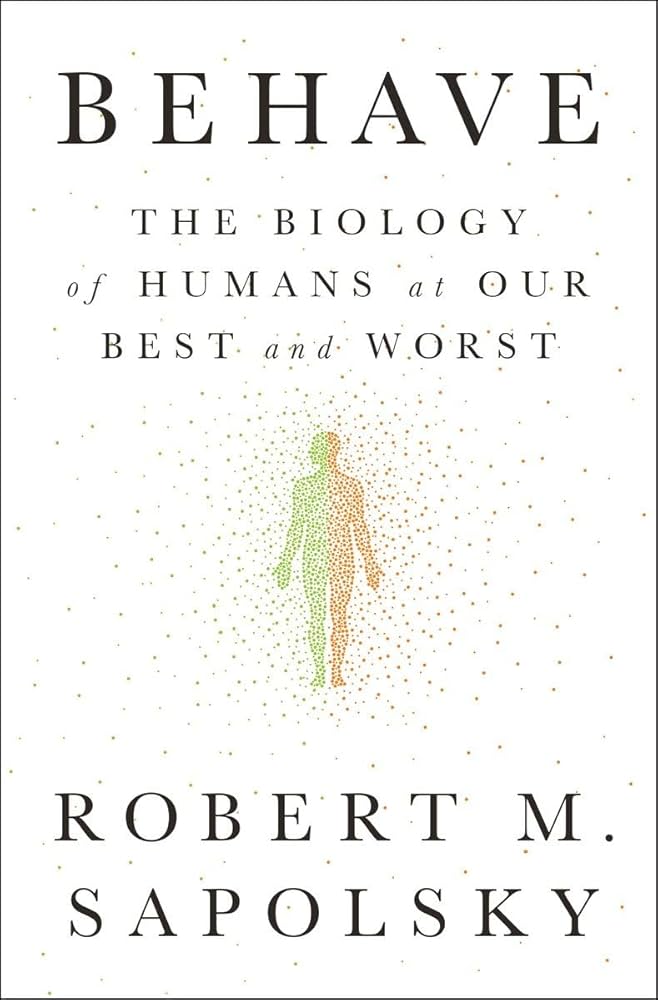 BEHAVE
THE BIOLOGY
of HUMANS at OUR
BEST and WORST
ROBERT M.
SAPOLSKY